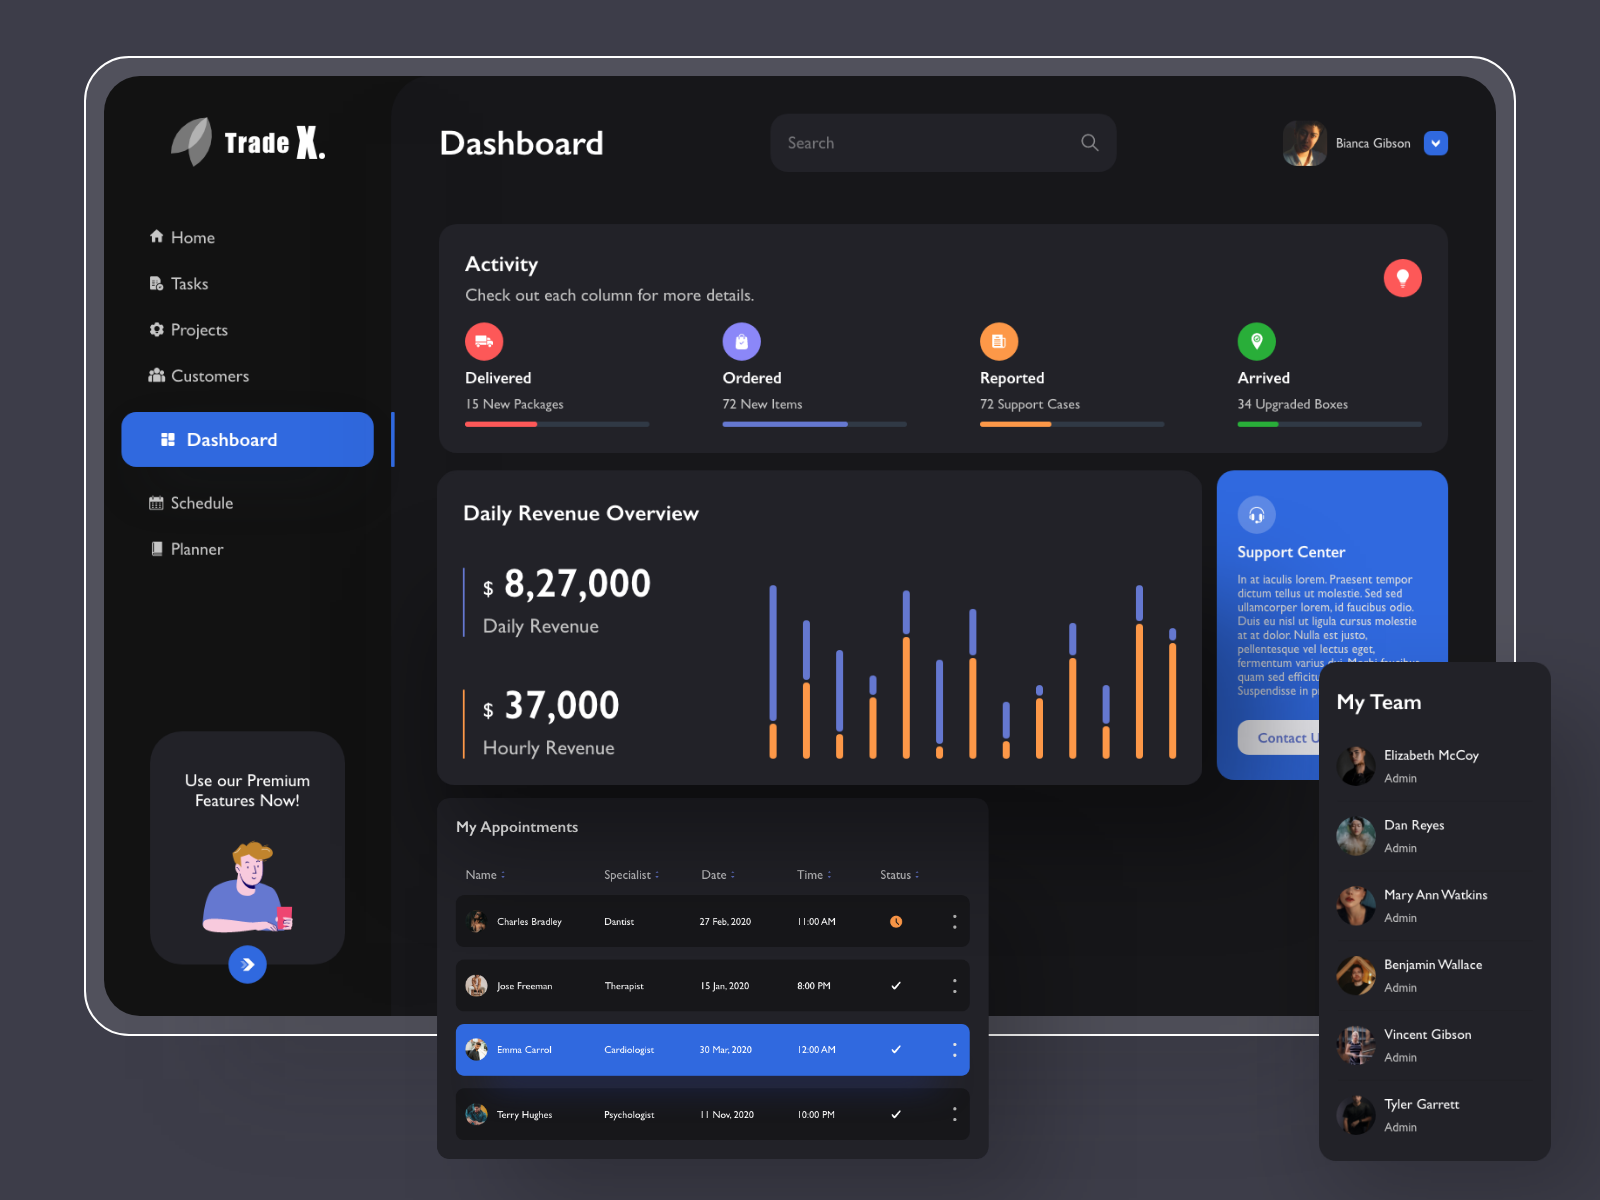 Trade X.
Dashboard
Search
Bianca Gibson
Home
Tasks
Projects
Customers
Dashboard
Schedule
Planner
Use our Premium
Features Now!
Activity
Check out each column for more details.
Delivered
15 New Packages
Ordered
72 New Items
Reported
72 Support Cases
Arrived
34 Upgraded Boxes
Daily Revenue Overview
$ 8,27,000
Daily Revenue
$ 37,000
Hourly Revenue
Support Center
In at iaculis lorem. Praesent tempor
dictum tellus ut molestie. Sed sed
ullamcorper lorem, id faucibus odio.
Duis eu nisl ut ligula cursus molestie
at at dolor. Nulla est justo,
pellentesque vel lectus eget,
fermentum varius
quam sed
Suspendisse in
Contact
My Team
Elizabeth McCoy
Admin
Dan Reyes
Admin
Mary Ann Watkins
Admin
Benjamin Wallace
Admin
Vincent Gibson
Admin
Tyler Garrett
Admin
My Appointments
Name Specialist Date Time Status
Charles Bradley Dantist 27 Feb, 2020 11:00 AM
Jose Freeman Therapist 15 Jan, 2020 8:00 PM
Emma Carrol Cardiologist 30 Mar, 2020 12:00 AM
Terry Hughes Psychologist 11 Nov, 2020 10:00 PM